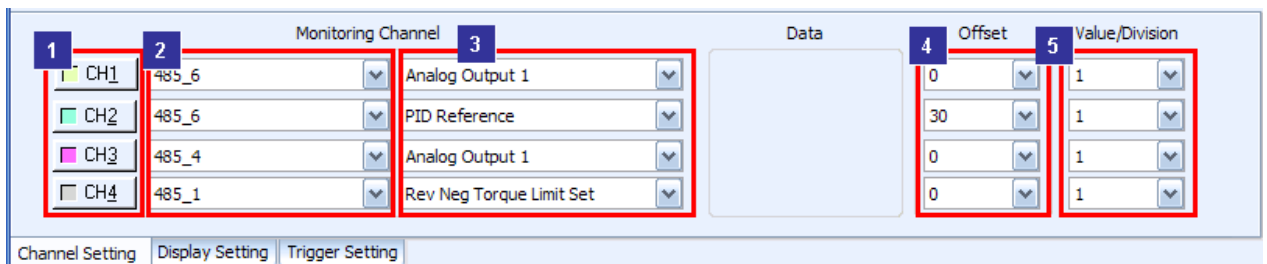 Monitoring Channel Data Offset Value/Division
1 2 3 4 5
CH1 485_6 Analog Output 1 0 1
CH2 485_6 PID Reference 30 1
CH3 485_4 Analog Output 1 0 1
CH4 485_1 Rev Neg Torque Limit Set 0 1
Channel Setting Display Setting Trigger Setting